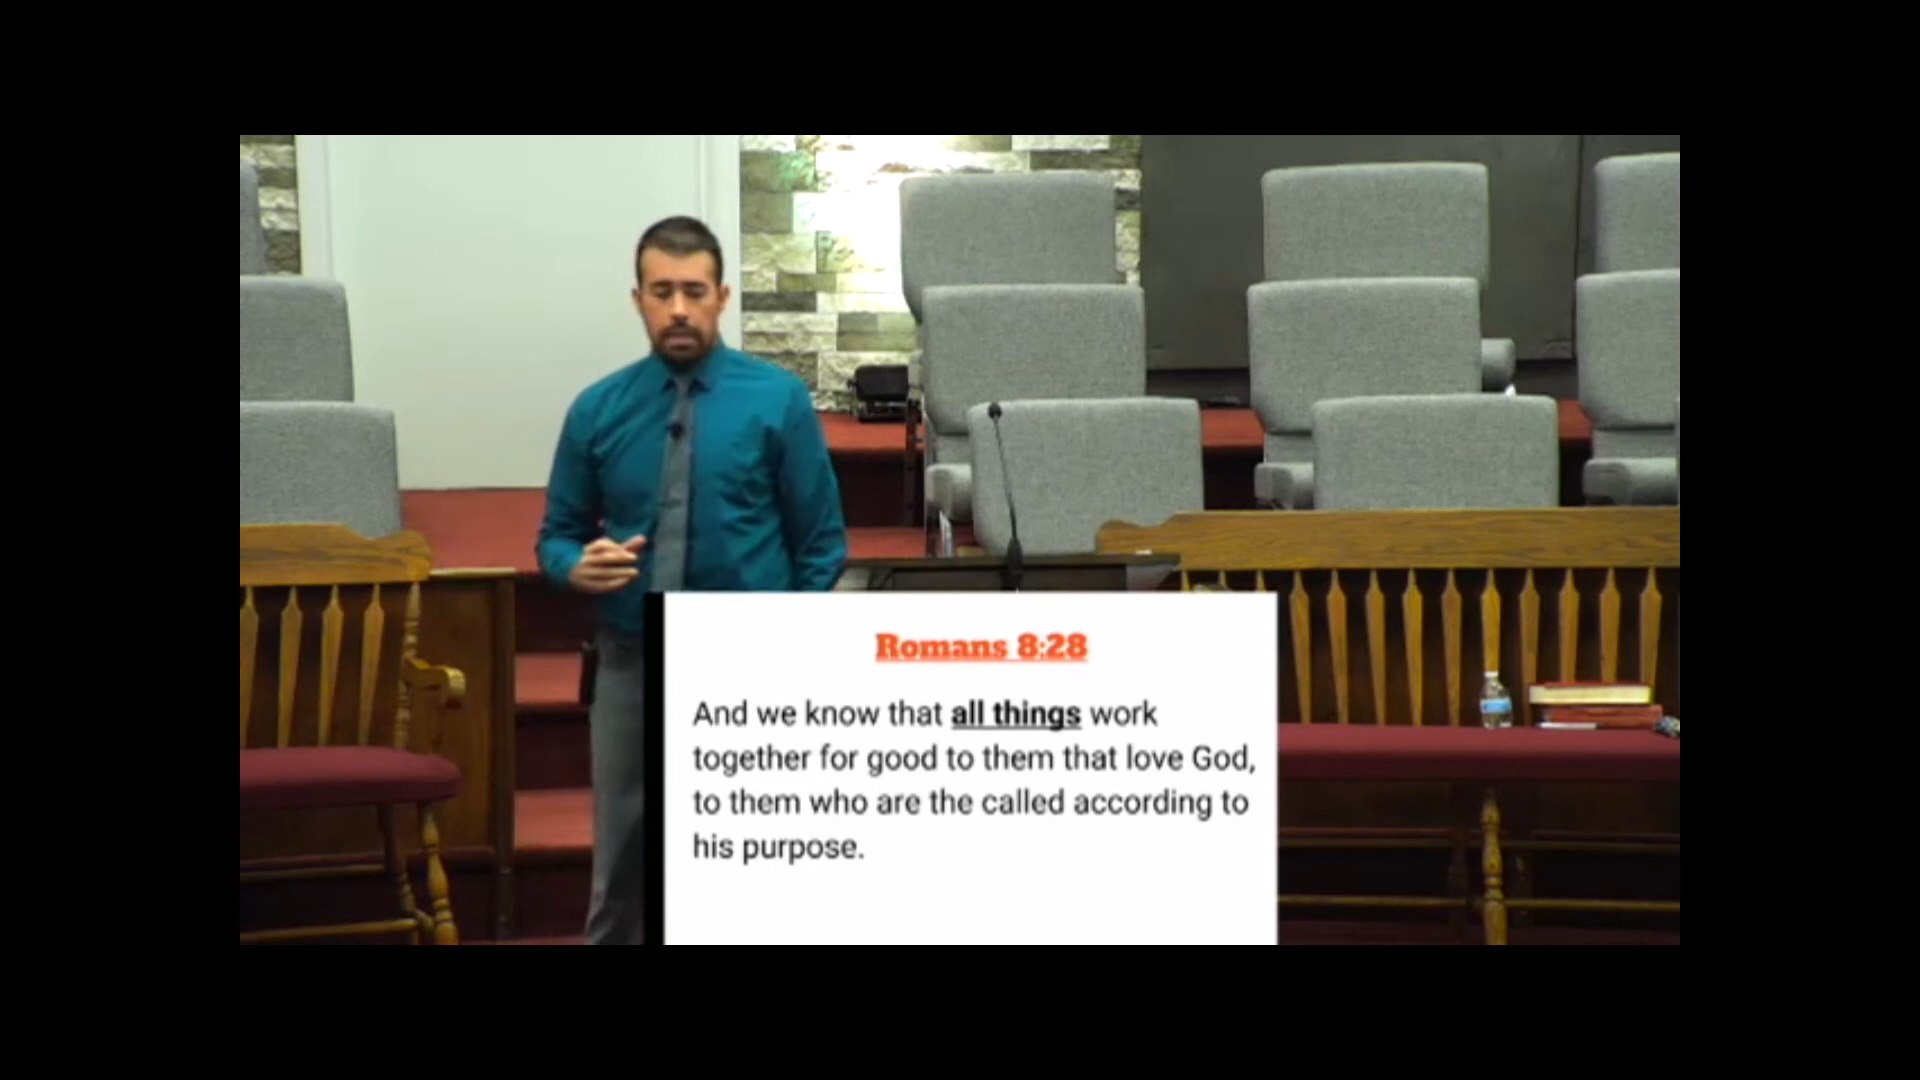 Romans 8:28
And we know that all things work
together for good to them that love God,
to them who are the called according to
his purpose.